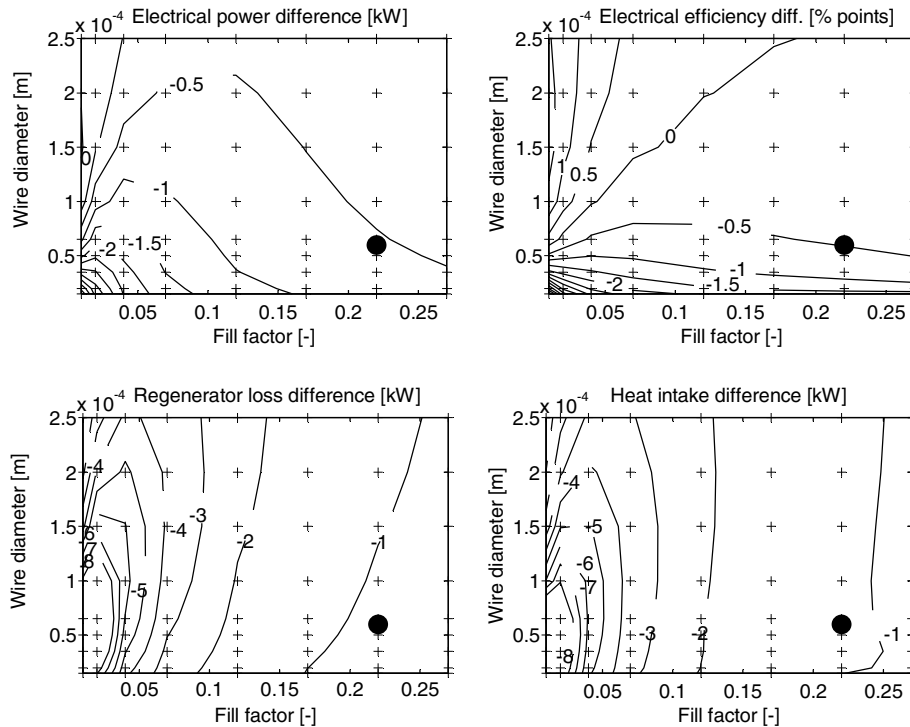 Electrical power difference [kW]
x 10^-4
2.5
2
1.5
1
0.5
Wire diameter [m]
-0.5
0
-1
-1.5
-2
0.05 0.1 0.15 0.2 0.25
Fill factor [-]
Electrical efficiency diff. [% points]
x 10^-4
2.5
2
1.5
1
0.5
Wire diameter [m]
0
1
0.5
-0.5
-1
-1.5
-2
0.05 0.1 0.15 0.2 0.25
Fill factor [-]
Regenerator loss difference [kW]
x 10^-4
2.5
2
1.5
1
0.5
Wire diameter [m]
-4
-3
-6
-4
-2
-1
-7
-8
-5
0.05 0.1 0.15 0.2 0.25
Fill factor [-]
Heat intake difference [kW]
x 10^-4
2.5
2
1.5
1
0.5
Wire diameter [m]
-4
-5
-6
-7
-3
-2
-1
-8
0.05 0.1 0.15 0.2 0.25
Fill factor [-]